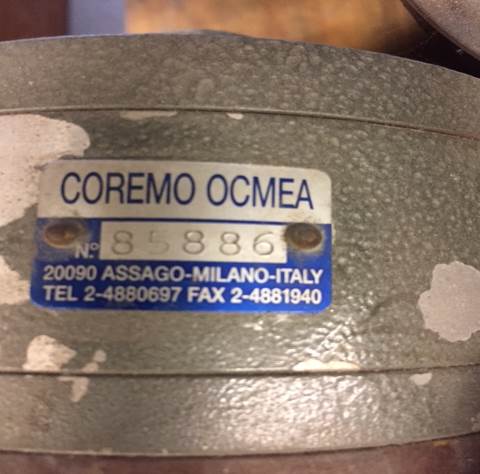 COREMO OCMEA
N.° 85886
20090 ASSAGO-MILANO-ITALY
TEL 2-4880697 FAX 2-4881940